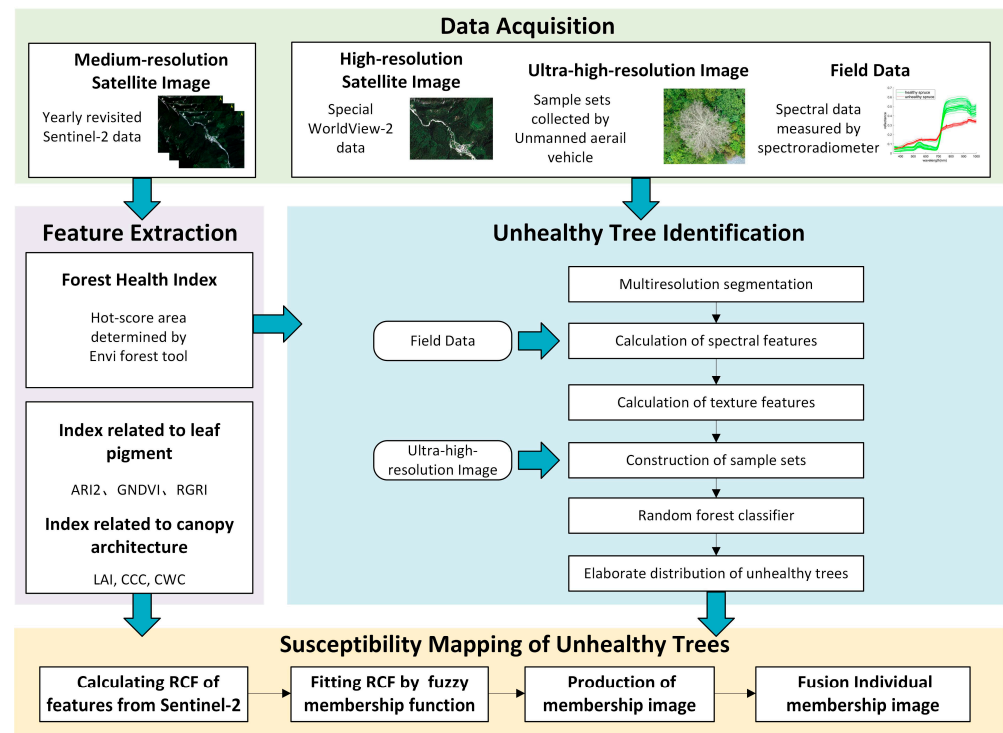 Data Acquisition
Medium-resolution
Satellite Image
Yearly revisited
Sentinel-2 data
High-resolution
Satellite Image
Special
WorldView-2
data
Ultra-high-resolution Image
Sample sets
collected by
Unmanned aerail
vehicle
Field Data
Spectral data
measured by
spectroradiometer
healthy spruce
unhealthy spruce
reflectance
wavelength(nm)
Feature Extraction
Forest Health Index
Hot-score area
determined by
Envi forest tool
Index related to leaf
pigment
ARI2、GNDVI、RGRI
Index related to canopy
architecture
LAI, CCC, CWC
Unhealthy Tree Identification
Multiresolution segmentation
Field Data
Calculation of spectral features
Calculation of texture features
Ultra-high-
resolution Image
Construction of sample sets
Random forest classifier
Elaborate distribution of unhealthy trees
Susceptibility Mapping of Unhealthy Trees
Calculating RCF of
features from Sentinel-2
Fitting RCF by fuzzy
membership function
Production of
membership image
Fusion Individual
membership image